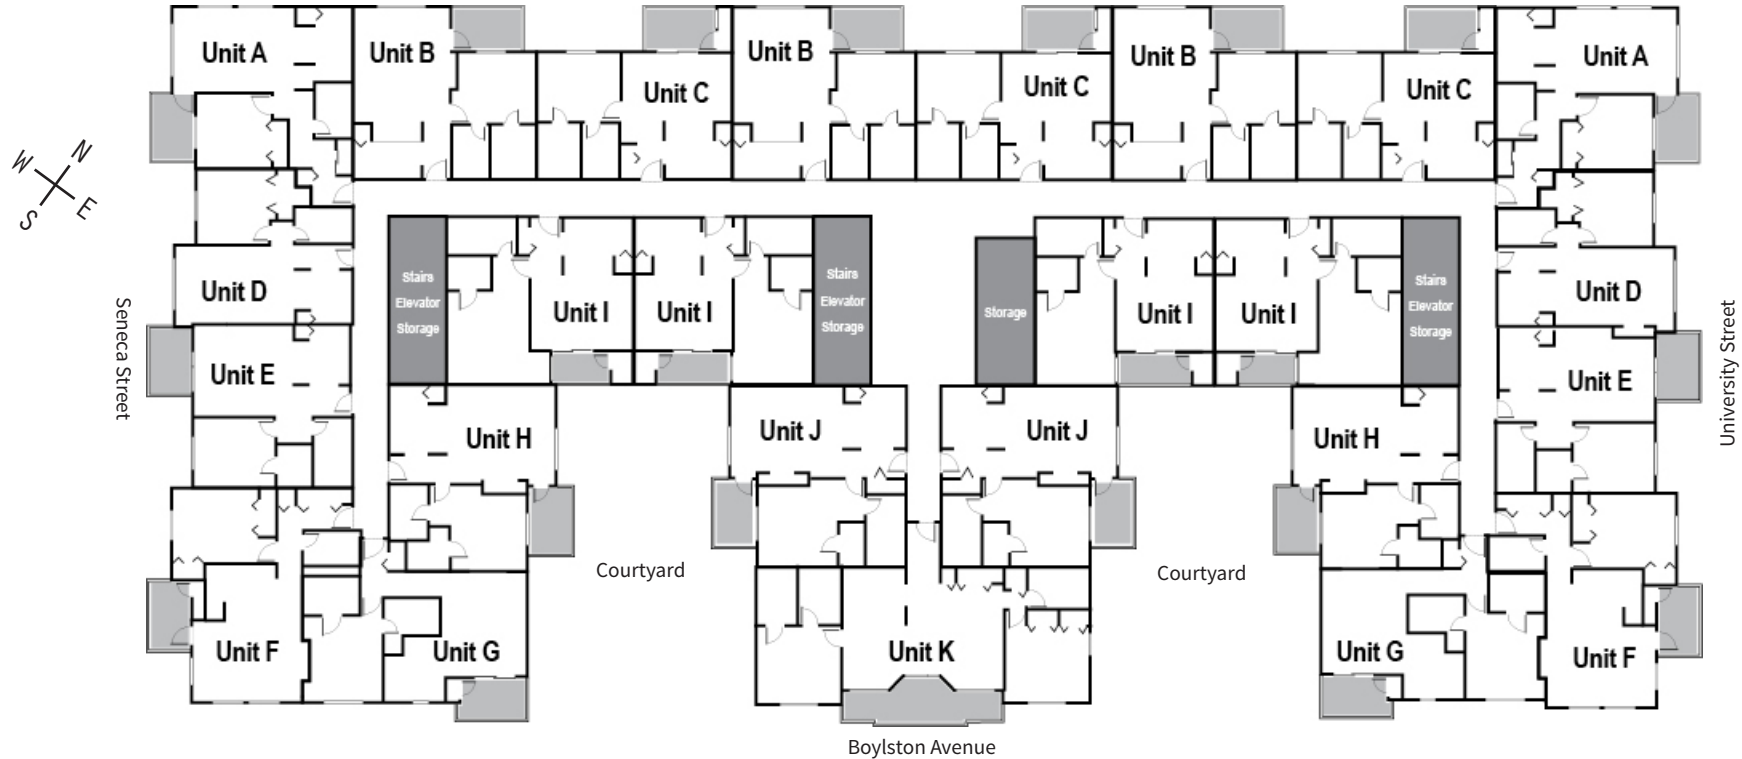 Unit A
Unit B
Unit C
Unit B
Unit C
Unit B
Unit C
Unit A
N
W
E
S
Stairs
Elevator
Storage
Unit I
Unit I
Stairs
Elevator
Storage
Storage
Unit I
Unit I
Stairs
Elevator
Storage
Unit D
Unit D
Seneca Street
University Street
Unit E
Unit E
Unit H
Unit J
Unit J
Unit H
Courtyard
Courtyard
Unit F
Unit G
Unit K
Unit G
Unit F
Boylston Avenue